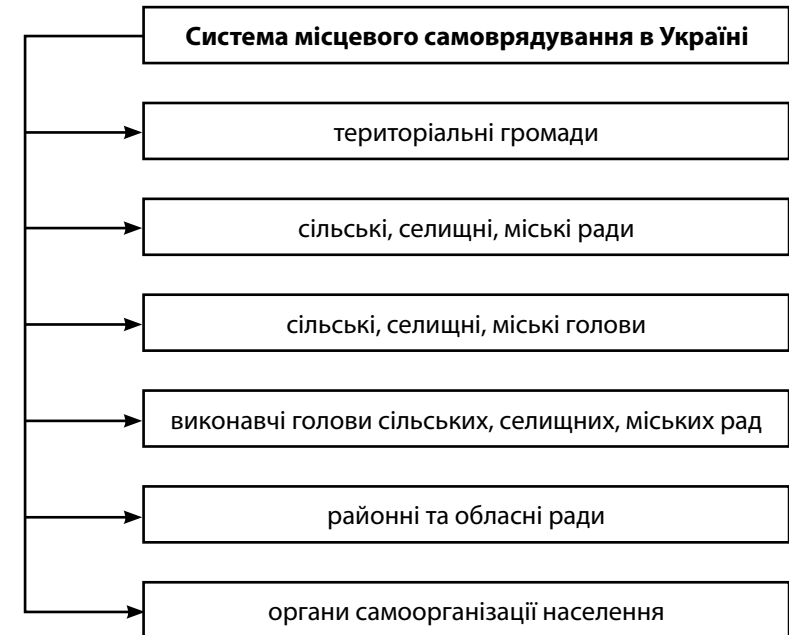 Система місцевого самоврядування в Україні
територіальні громади
сільські, селищні, міські ради
сільські, селищні, міські голови
виконавчі голови сільських, селищних, міських рад
районні та обласні ради
органи самоорганізації населення